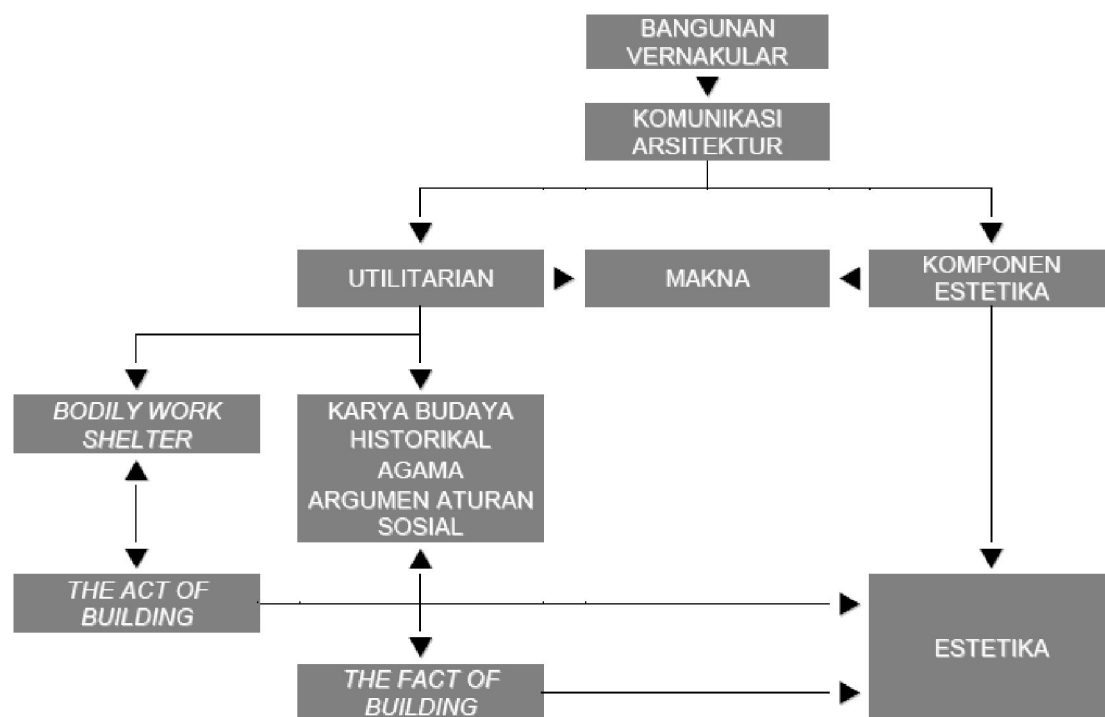 BANGUNAN
VERNAKULAR
KOMUNIKASI
ARSITEKTUR
UTILITARIAN
MAKNA
KOMPONEN
ESTETIKA
BODILY WORK
SHELTER
KARYA BUDAYA
HISTORIKAL
AGAMA
ARGUMEN ATURAN
SOSIAL
THE ACT OF
BUILDING
ESTETIKA
THE FACT OF
BUILDING